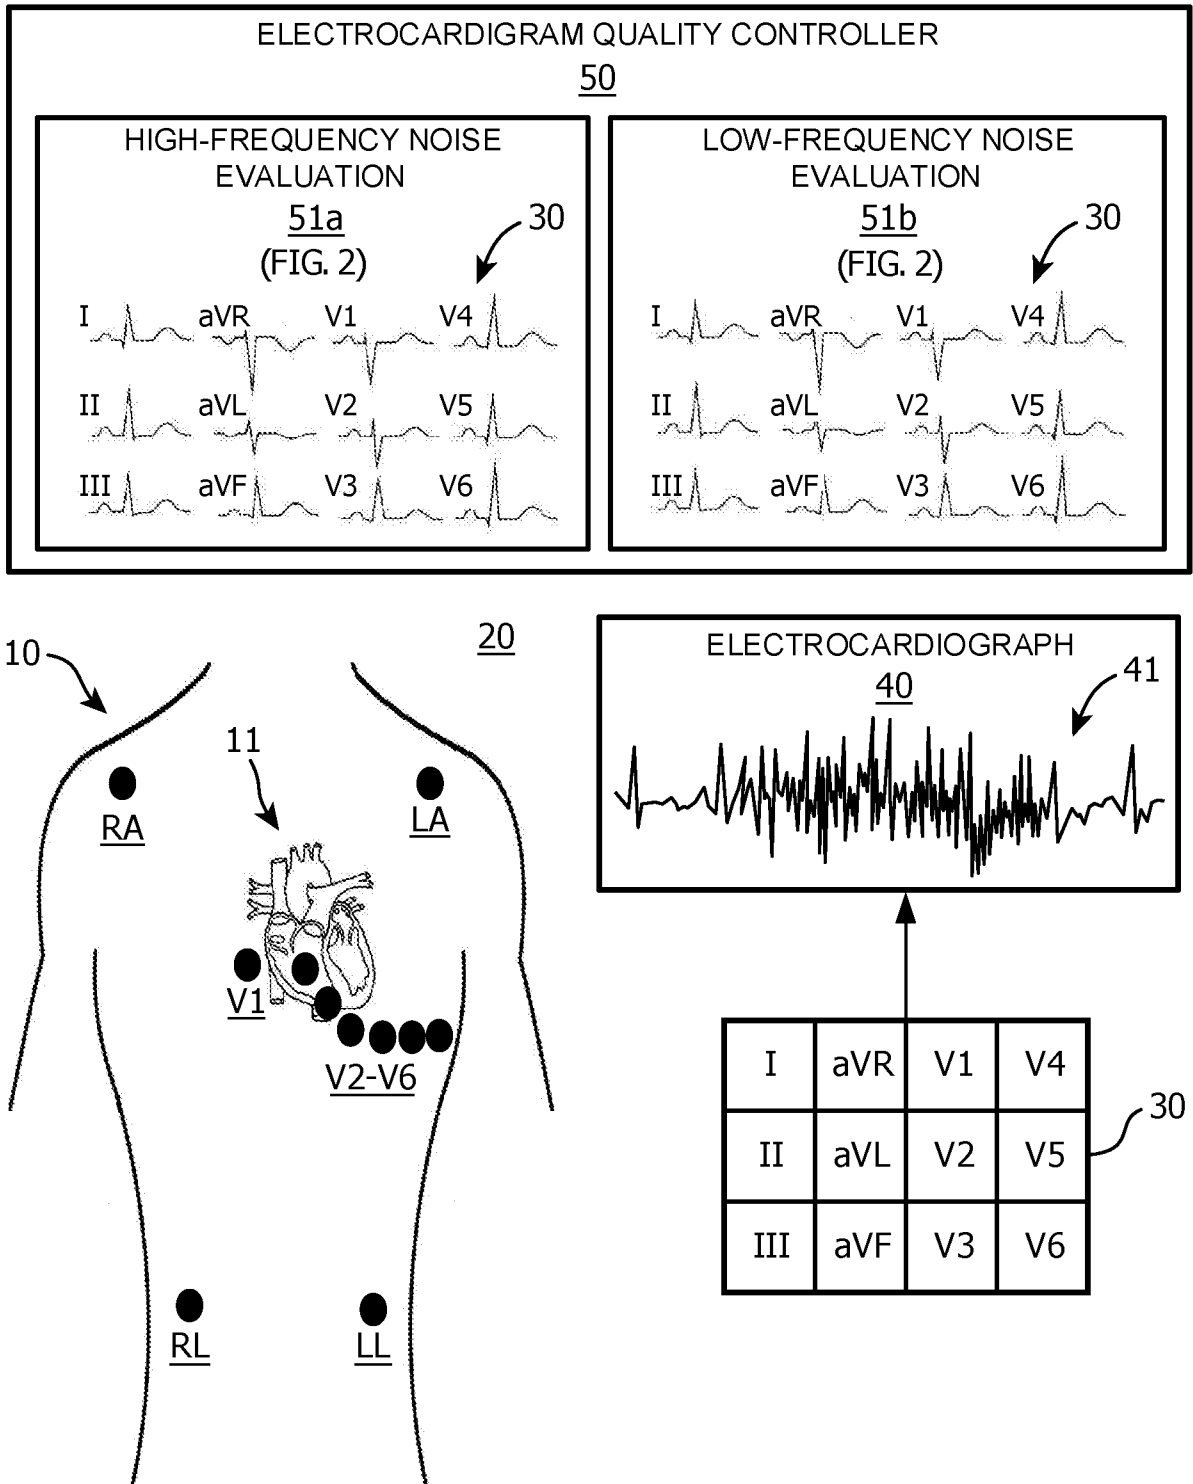 ELECTROCARDIGRAM QUALITY CONTROLLER
50
HIGH-FREQUENCY NOISE
EVALUATION
51a
(FIG. 2)
30
I aVR V1 V4
II aVL V2 V5
III aVF V3 V6
LOW-FREQUENCY NOISE
EVALUATION
51b
(FIG. 2)
30
I aVR V1 V4
II aVL V2 V5
III aVF V3 V6
10
20
11
RA
LA
V1
V2-V6
RL
LL
ELECTROCARDIOGRAPH
40
41
I aVR V1 V4
II aVL V2 V5
III aVF V3 V6
30